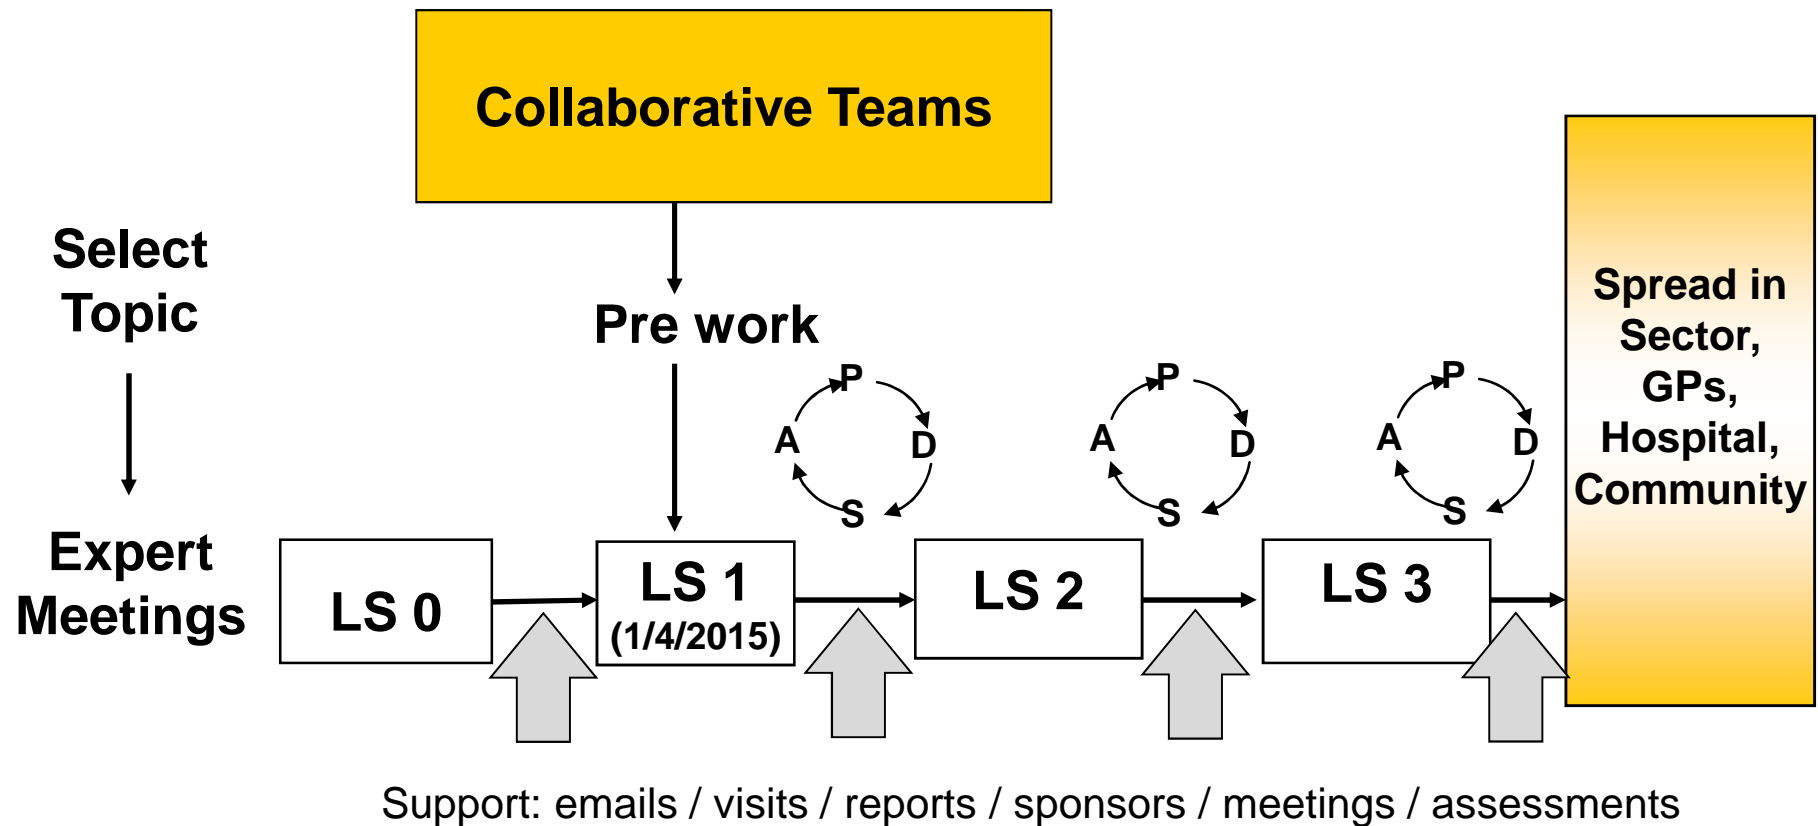 Collaborative Teams
Select
Topic
Pre work
Expert
Meetings
P
D
S
A
P
D
S
A
P
D
S
A
LS 0
LS 1
(1/4/2015)
LS 2
LS 3
Spread in
Sector,
GPs,
Hospital,
Community
Support: emails / visits / reports / sponsors / meetings / assessments